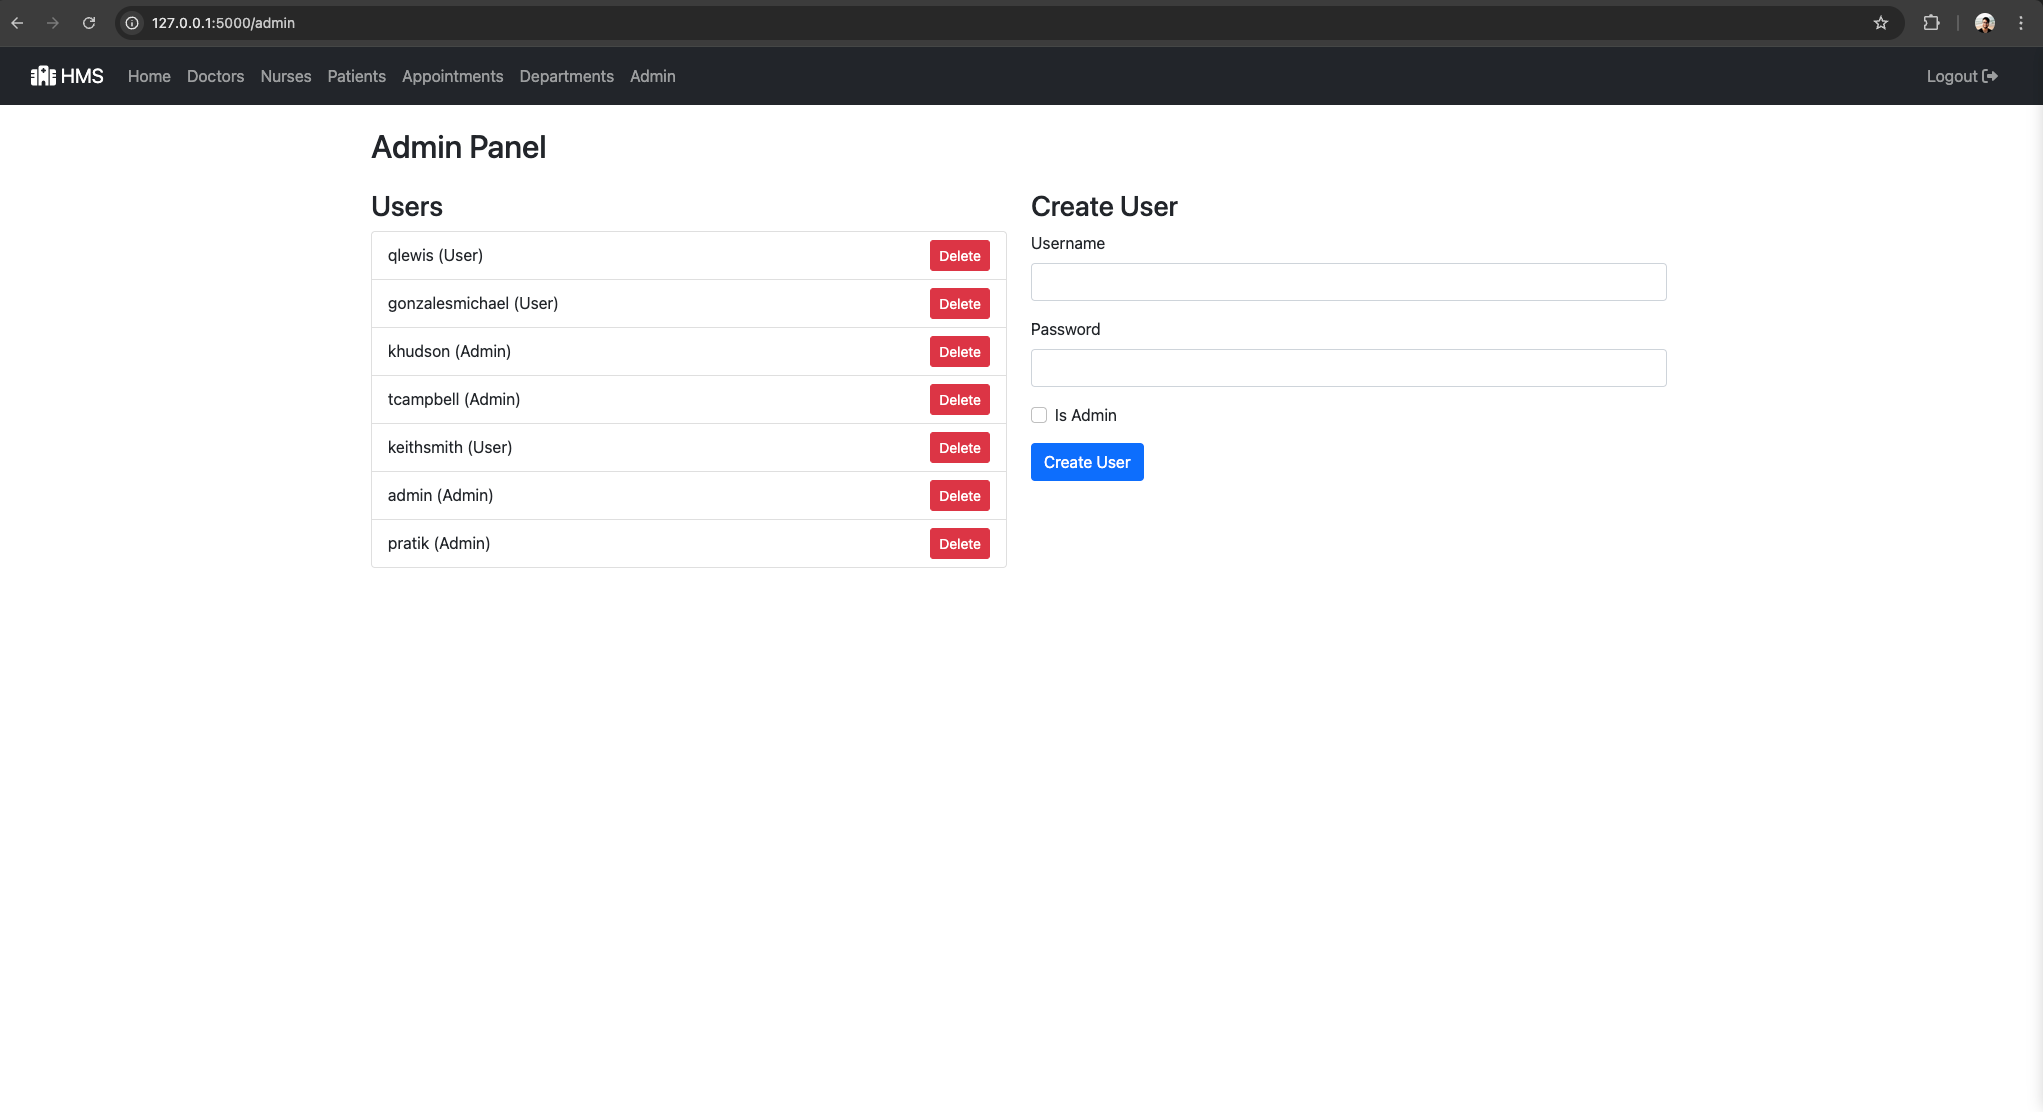 127.0.0.1:5000/admin
HMS Home Doctors Nurses Patients Appointments Departments Admin Logout
Admin Panel
Users
qlewis (User) Delete
gonzalesmichael (User) Delete
khudson (Admin) Delete
tcampbell (Admin) Delete
keithsmith (User) Delete
admin (Admin) Delete
pratik (Admin) Delete
Create User
Username
Password
Is Admin
Create User